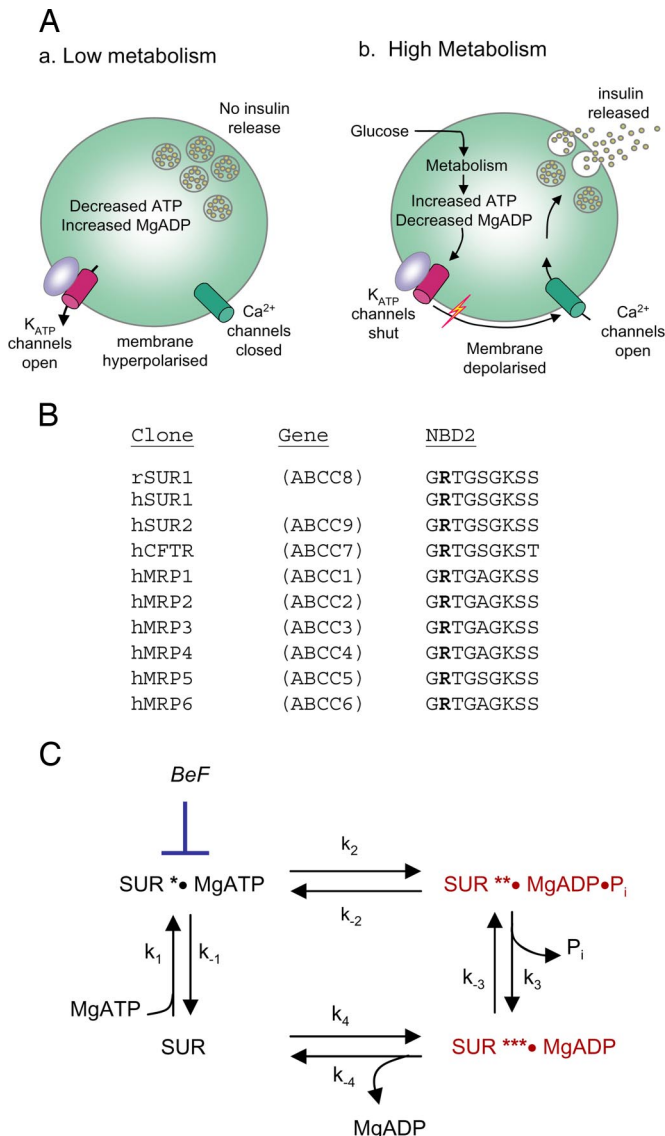 A
a. Low metabolism
No insulin
release
Decreased ATP
Increased MgADP
K_ATP
channels
open
membrane
hyperpolarised
Ca²⁺
channels
closed
b. High Metabolism
insulin
released
Glucose
Metabolism
Increased ATP
Decreased MgADP
K_ATP
channels
shut
Membrane
depolarised
Ca²⁺
channels
open
B
Clone Gene NBD2
rSUR1 (ABCC8) GRTGSGKSS
hSUR1 GRTGSGKSS
hSUR2 (ABCC9) GRTGSGKSS
hCFTR (ABCC7) GRTGSGKST
hMRP1 (ABCC1) GRTGAGKSS
hMRP2 (ABCC2) GRTGAGKSS
hMRP3 (ABCC3) GRTGAGKSS
hMRP4 (ABCC4) GRTGAGKSS
hMRP5 (ABCC5) GRTGSGKSS
hMRP6 (ABCC6) GRTGAGKSS
C
BeF
SUR *• MgATP
k₂
k₋₂
SUR **• MgADP•Pᵢ
k₁
k₋₁
MgATP
k₋₃
k₃
Pᵢ
SUR
k₄
k₋₄
SUR ***• MgADP
MgADP